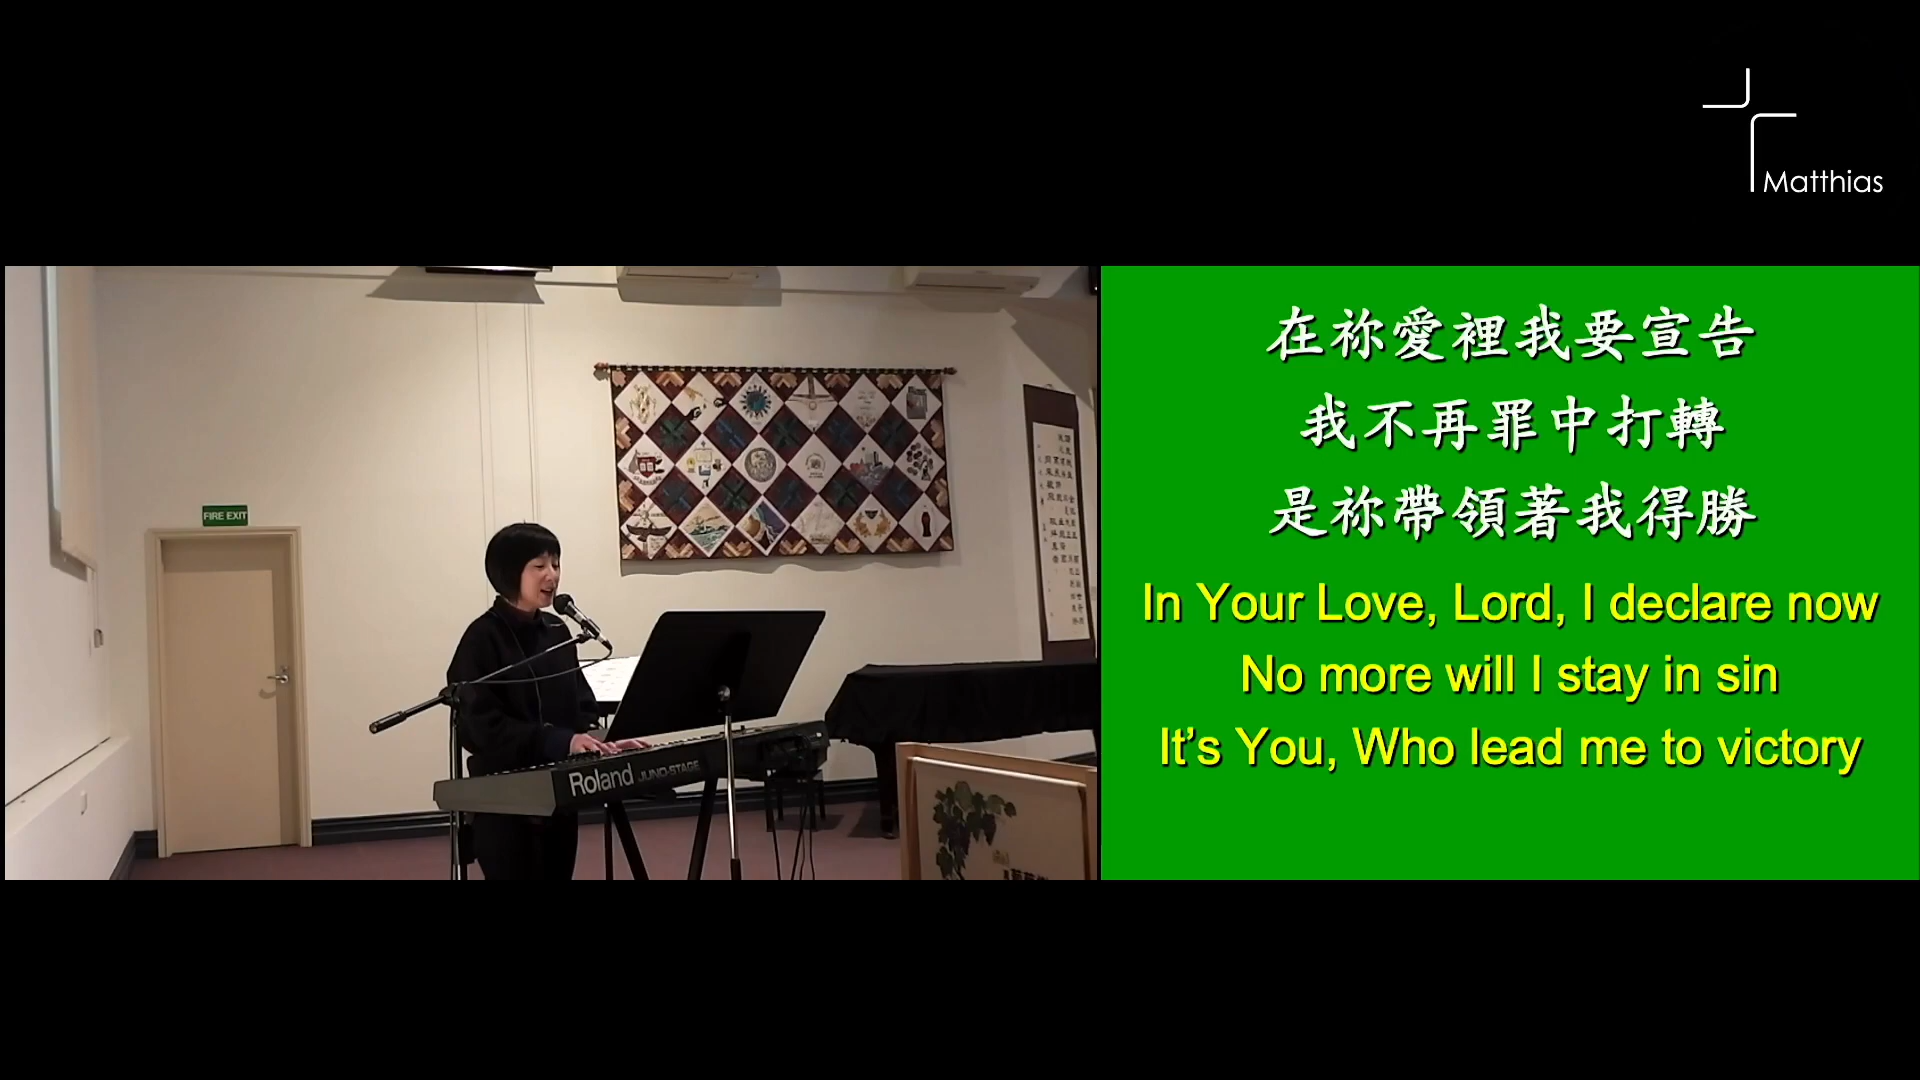 Matthias
FIRE EXIT
Roland JUNO-STAGE
在祢愛裡我要宣告
我不再罪中打轉
是祢帶領著我得勝
In Your Love, Lord, I declare now
No more will I stay in sin
It’s You, Who lead me to victory